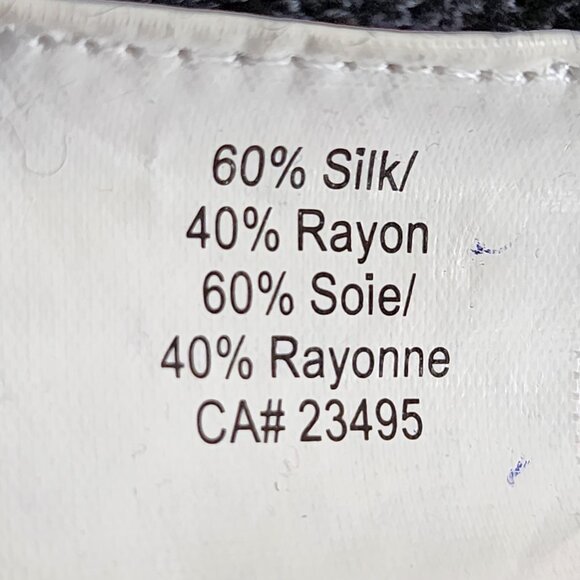 60% Silk/
40% Rayon
60% Soie/
40% Rayonne
CA# 23495